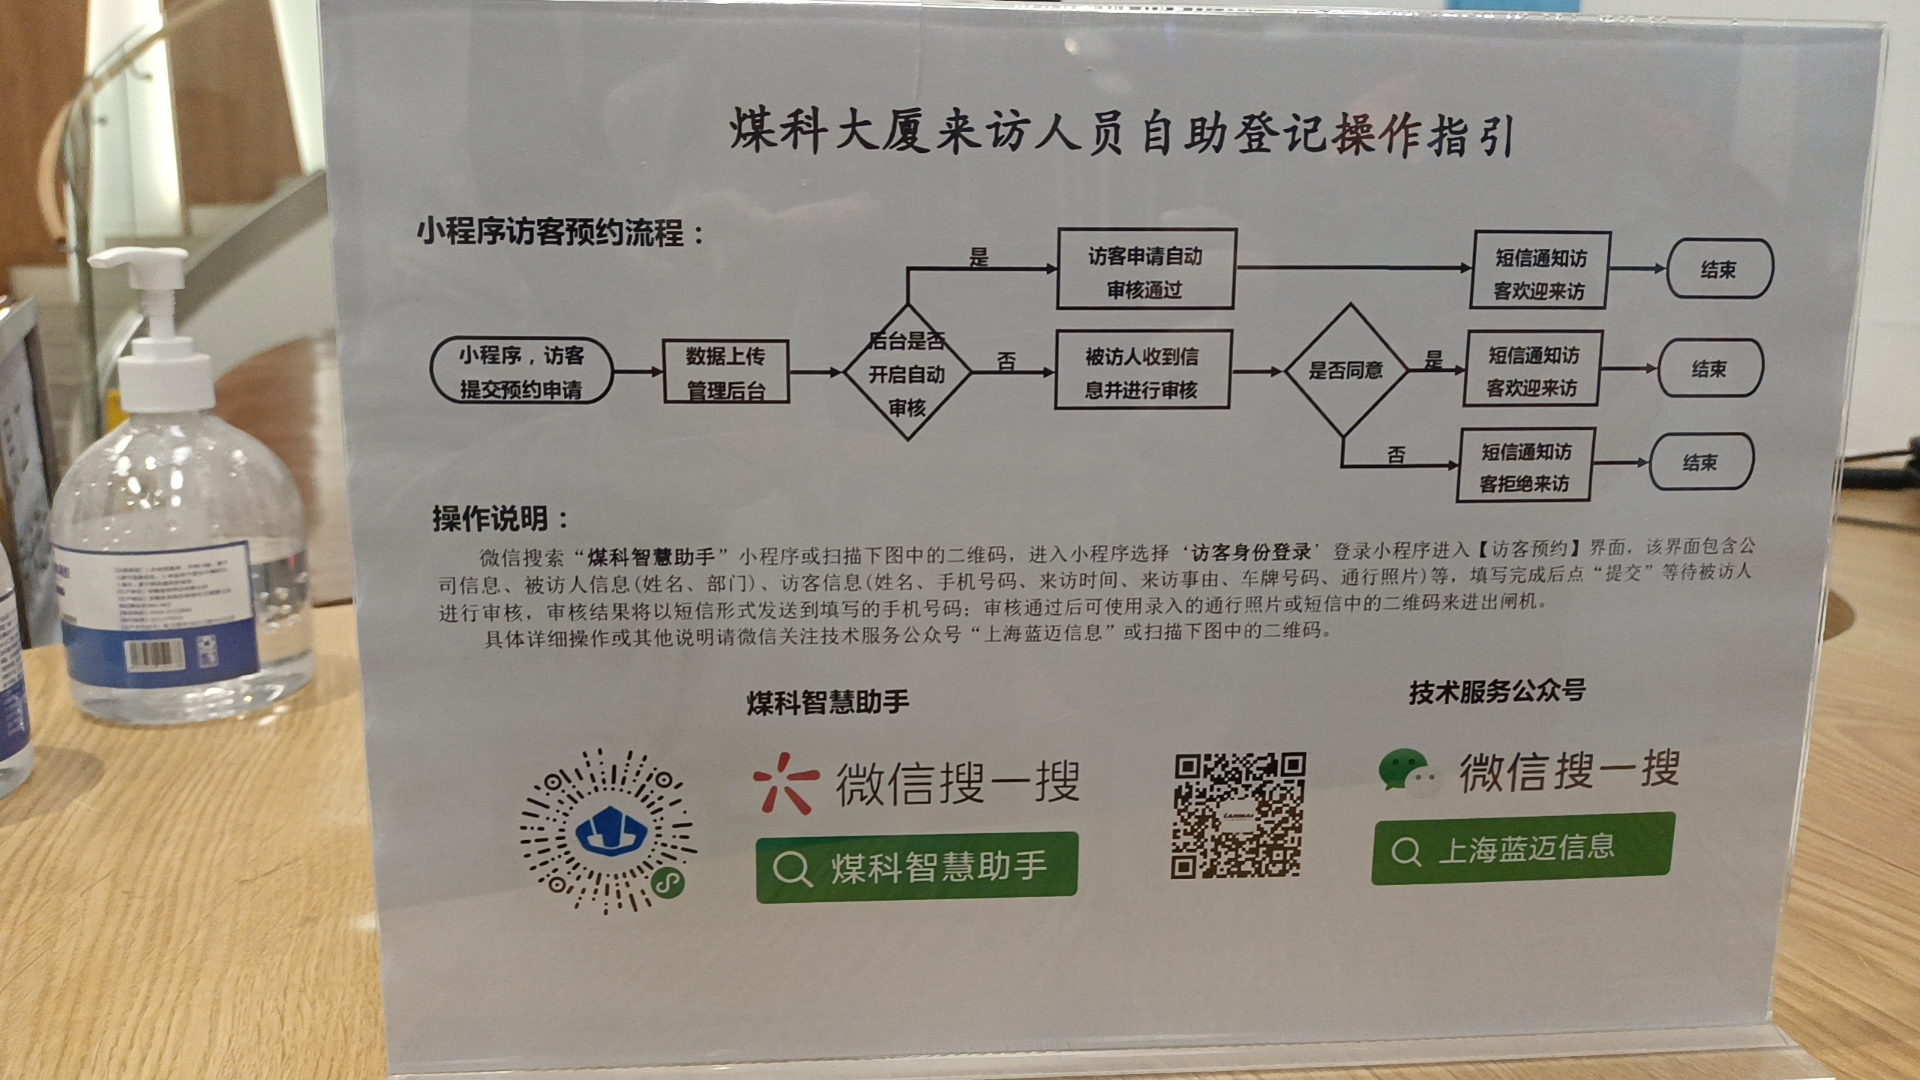 煤科大厦来访人员自助登记操作指引
小程序访客预约流程：
小程序，访客
提交预约申请
数据上传
管理后台
后台是否
开启自动
审核
是
访客申请自动
审核通过
短信通知访
客欢迎来访
结束
否
被访人收到信
息并进行审核
是否同意
是
短信通知访
客欢迎来访
结束
否
短信通知访
客拒绝来访
结束
操作说明：
微信搜索“煤科智慧助手”小程序或扫描下图中的二维码，进入小程序选择‘访客身份登录’登录小程序进入【访客预约】界面，该界面包含公
司信息、被访人信息(姓名、部门)、访客信息(姓名、手机号码、来访时间、来访事由、车牌号码、通行照片)等，填写完成后点“提交”等待被访人
进行审核，审核结果将以短信形式发送到填写的手机号码；审核通过后可使用录入的通行照片或短信中的二维码来进出闸机。
具体详细操作或其他说明请微信关注技术服务公众号“上海蓝迈信息”或扫描下图中的二维码。
煤科智慧助手
微信搜一搜
煤科智慧助手
技术服务公众号
微信搜一搜
上海蓝迈信息